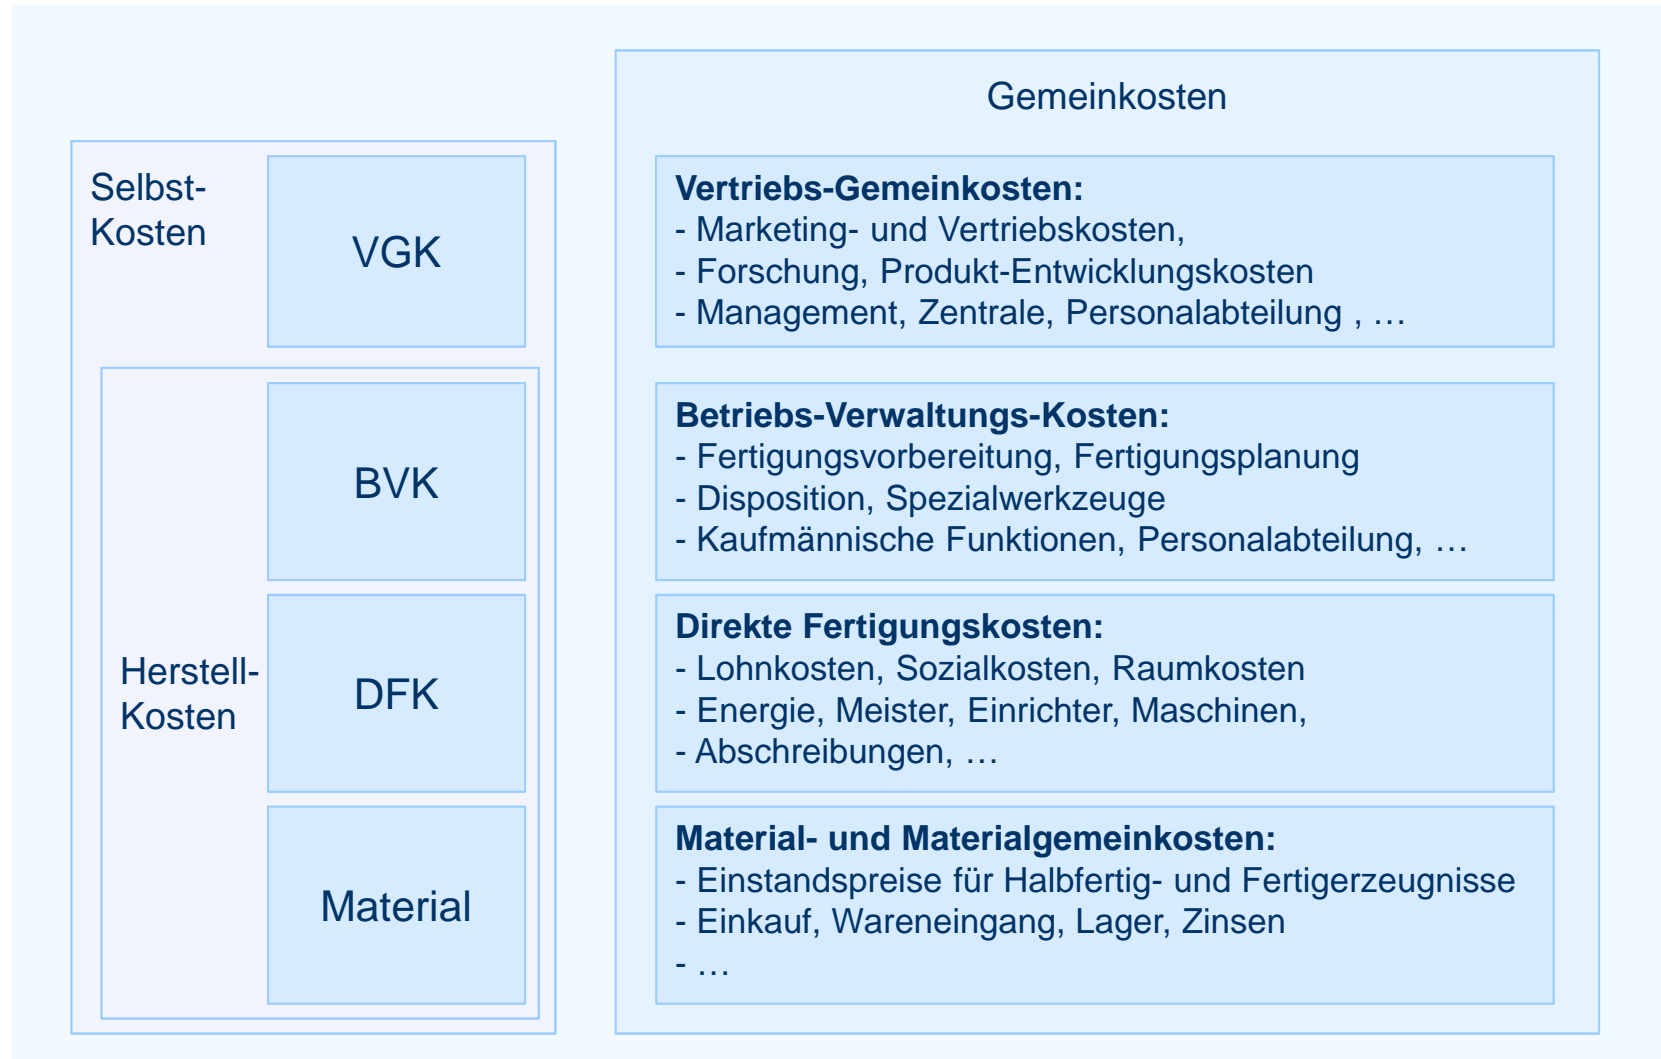 Gemeinkosten
Selbst-
Kosten
VGK
Vertriebs-Gemeinkosten:
- Marketing- und Vertriebskosten,
- Forschung, Produkt-Entwicklungskosten
- Management, Zentrale, Personalabteilung , …
BVK
Betriebs-Verwaltungs-Kosten:
- Fertigungsvorbereitung, Fertigungsplanung
- Disposition, Spezialwerkzeuge
- Kaufmännische Funktionen, Personalabteilung, …
Herstell-
Kosten
DFK
Direkte Fertigungskosten:
- Lohnkosten, Sozialkosten, Raumkosten
- Energie, Meister, Einrichter, Maschinen,
- Abschreibungen, …
Material
Material- und Materialgemeinkosten:
- Einstandspreise für Halbfertig- und Fertigerzeugnisse
- Einkauf, Wareneingang, Lager, Zinsen
- …